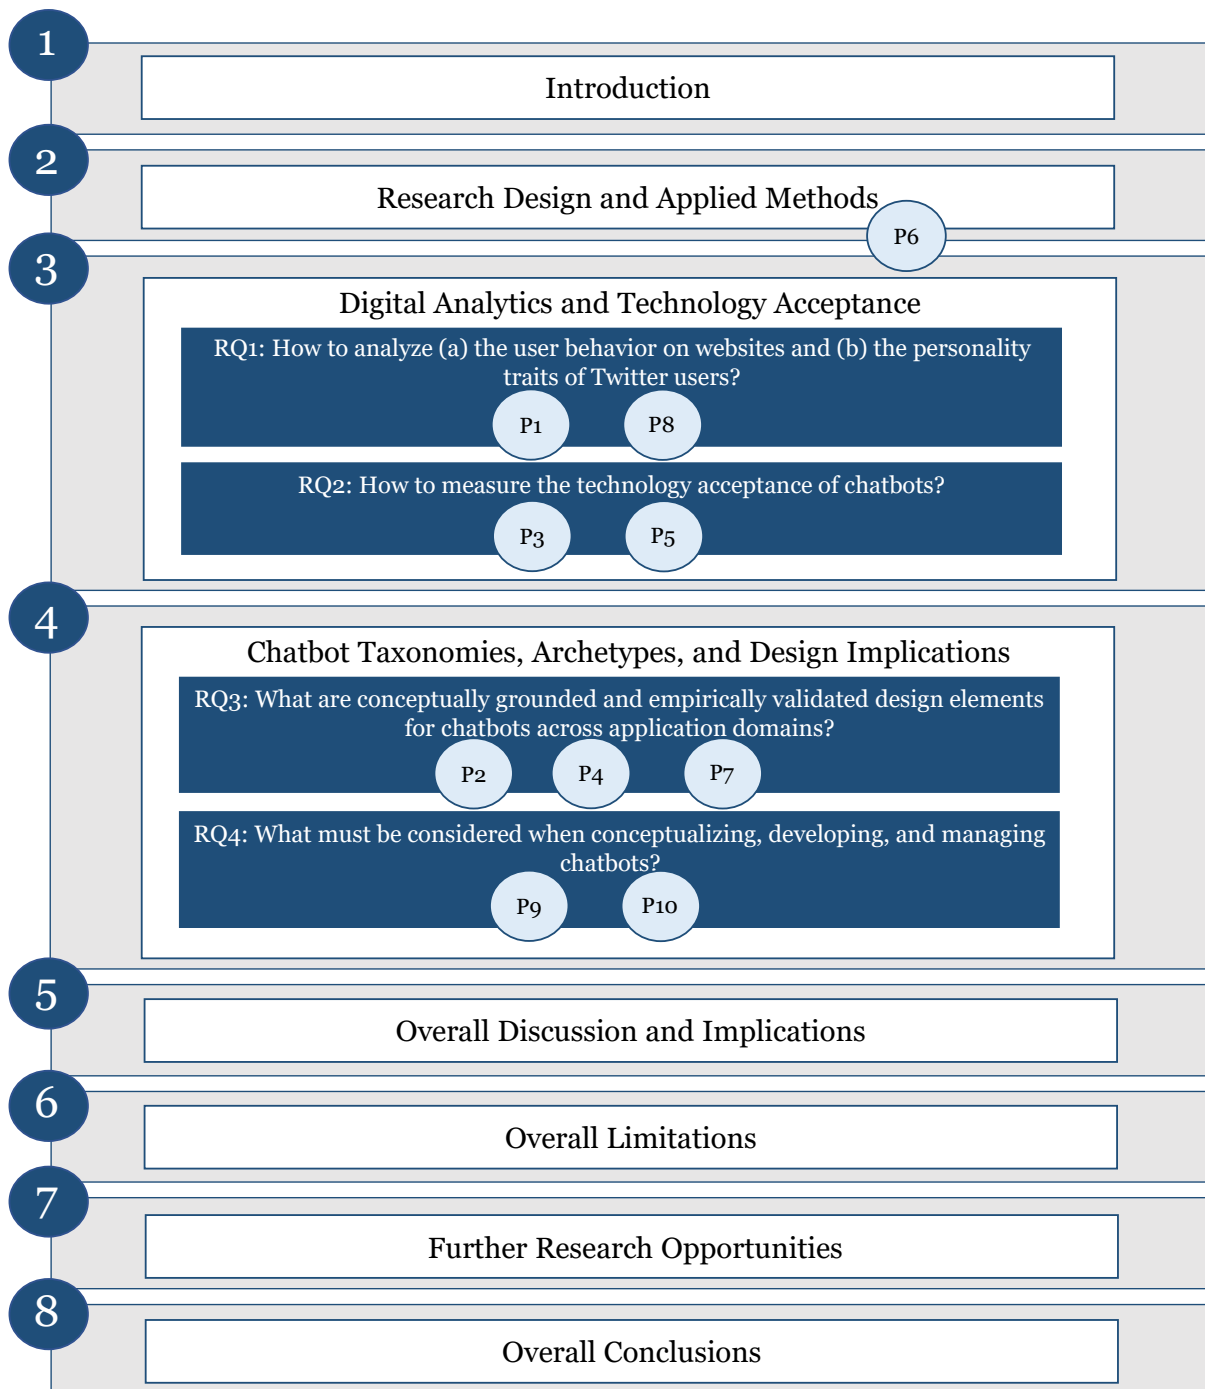 1
Introduction
2
Research Design and Applied Methods
P6
3
Digital Analytics and Technology Acceptance
RQ1: How to analyze (a) the user behavior on websites and (b) the personality
traits of Twitter users?
P1 P8
RQ2: How to measure the technology acceptance of chatbots?
P3 P5
4
Chatbot Taxonomies, Archetypes, and Design Implications
RQ3: What are conceptually grounded and empirically validated design elements
for chatbots across application domains?
P2 P4 P7
RQ4: What must be considered when conceptualizing, developing, and managing
chatbots?
P9 P10
5
Overall Discussion and Implications
6
Overall Limitations
7
Further Research Opportunities
8
Overall Conclusions